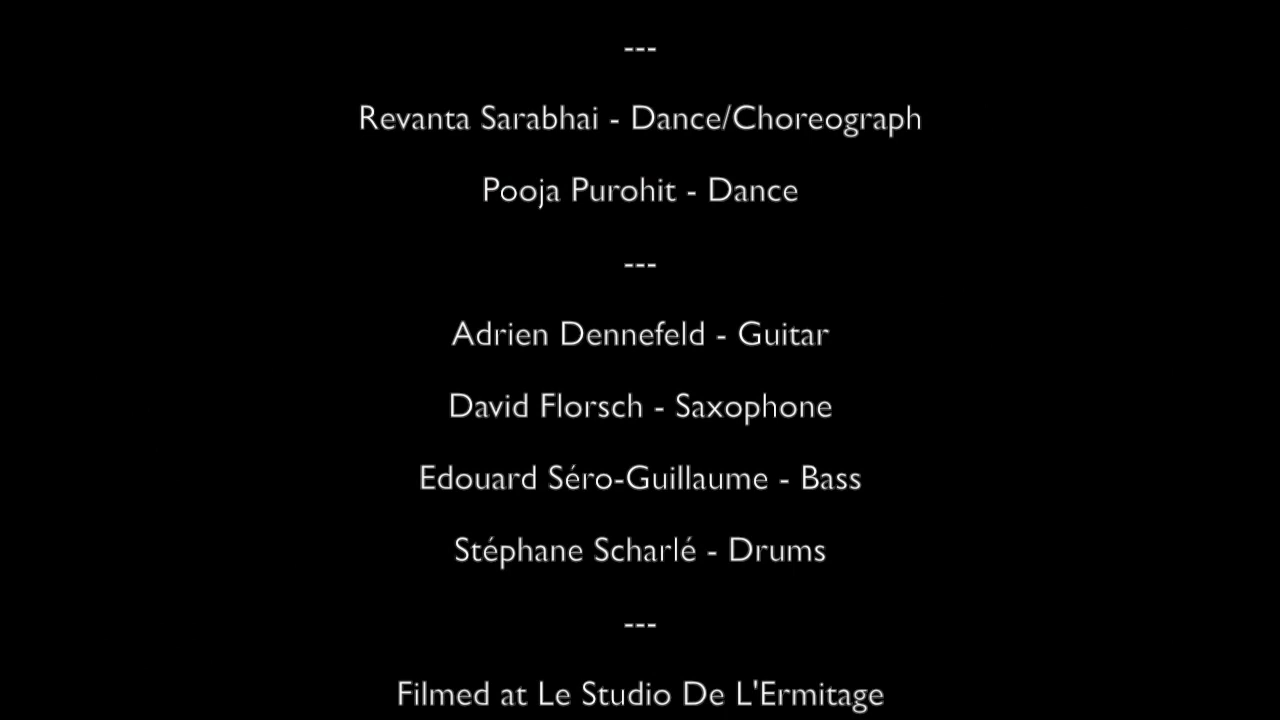 ---
Revanta Sarabhai - Dance/Choreograph
Pooja Purohit - Dance
---
Adrien Dennefeld - Guitar
David Florsch - Saxophone
Edouard Séro-Guillaume - Bass
Stéphane Scharlé - Drums
---
Filmed at Le Studio De L'Ermitage